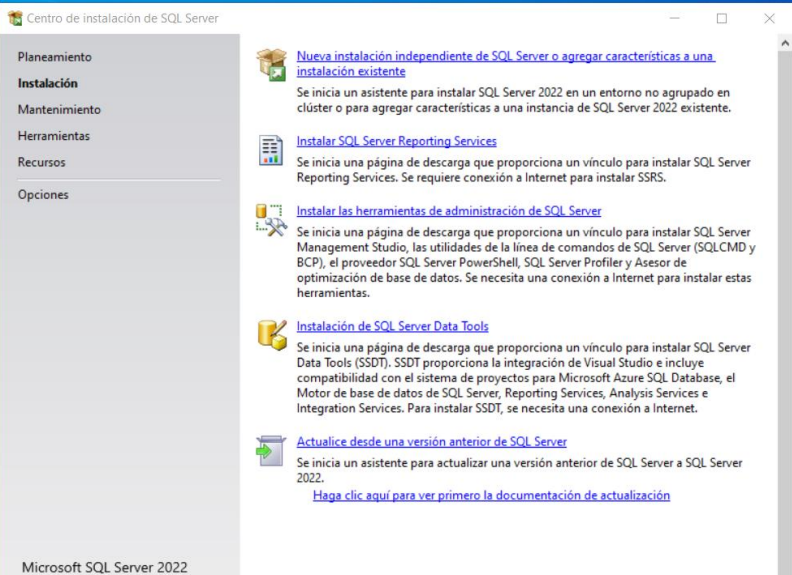 Centro de instalación de SQL Server
Planeamiento
Instalación
Mantenimiento
Herramientas
Recursos
Opciones
Nueva instalación independiente de SQL Server o agregar características a una
instalación existente
Se inicia un asistente para instalar SQL Server 2022 en un entorno no agrupado en
clúster o para agregar características a una instancia de SQL Server 2022 existente.
Instalar SQL Server Reporting Services
Se inicia una página de descarga que proporciona un vínculo para instalar SQL Server
Reporting Services. Se requiere conexión a Internet para instalar SSRS.
Instalar las herramientas de administración de SQL Server
Se inicia una página de descarga que proporciona un vínculo para instalar SQL Server
Management Studio, las utilidades de la línea de comandos de SQL Server (SQLCMD y
BCP), el proveedor SQL Server PowerShell, SQL Server Profiler y Asesor de
optimización de base de datos. Se necesita una conexión a Internet para instalar estas
herramientas.
Instalación de SQL Server Data Tools
Se inicia una página de descarga que proporciona un vínculo para instalar SQL Server
Data Tools (SSDT). SSDT proporciona la integración de Visual Studio e incluye
compatibilidad con el sistema de proyectos para Microsoft Azure SQL Database, el
Motor de base de datos de SQL Server, Reporting Services, Analysis Services e
Integration Services. Para instalar SSDT, se necesita una conexión a Internet.
Actualice desde una versión anterior de SQL Server
Se inicia un asistente para actualizar una versión anterior de SQL Server a SQL Server
2022.
Haga clic aquí para ver primero la documentación de actualización
Microsoft SQL Server 2022